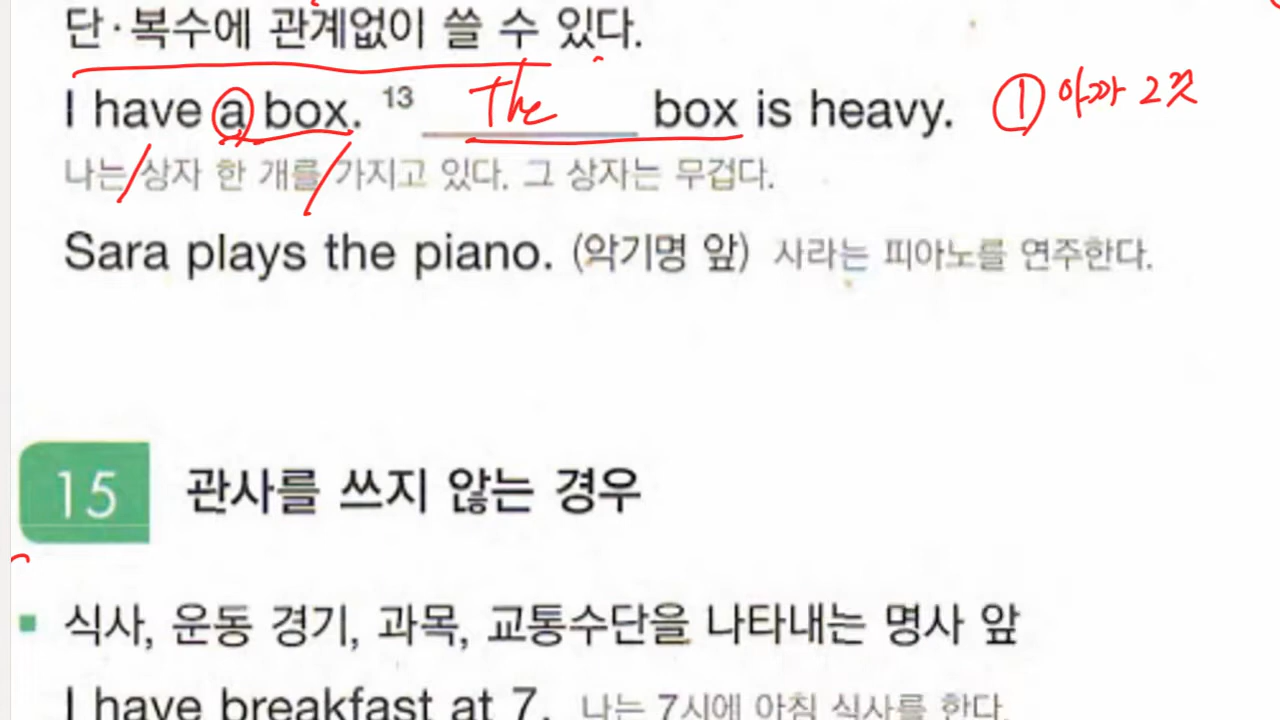 단·복수에 관계없이 쓸 수 있다.
I have a box. 13 The box is heavy. ① 아까 그것
나는/상자 한 개를/가지고 있다. 그 상자는 무겁다.
Sara plays the piano. (악기명 앞) 사라는 피아노를 연주한다.
15 관사를 쓰지 않는 경우
식사, 운동 경기, 과목, 교통수단을 나타내는 명사 앞
I have breakfast at 7. 나는 7시에 아침 식사를 한다.